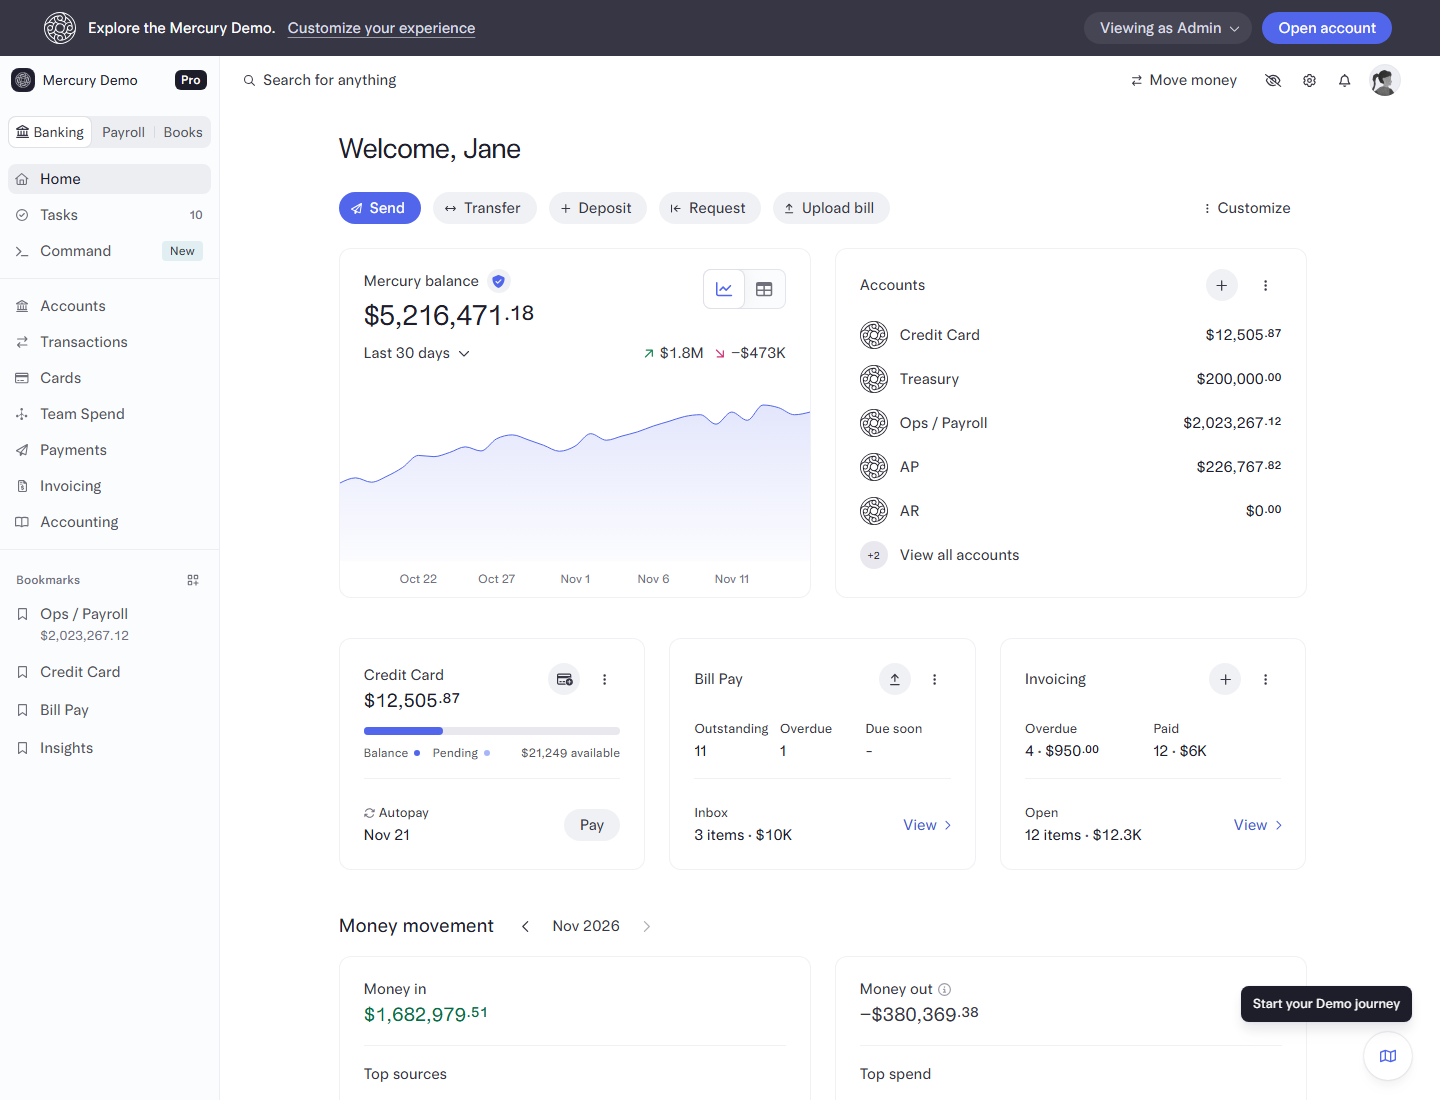 Explore the Mercury Demo. Customize your experience
Viewing as Admin
Open account
Mercury Demo
Pro
Search for anything
Move money
Banking
Payroll
Books
Home
Tasks 10
Command New
Accounts
Transactions
Cards
Team Spend
Payments
Invoicing
Accounting
Bookmarks
Ops / Payroll
$2,023,267.12
Credit Card
Bill Pay
Insights
Welcome, Jane
Send
Transfer
Deposit
Request
Upload bill
Customize
Mercury balance
$5,216,471.18
Last 30 days
$1.8M
−$473K
Oct 22
Oct 27
Nov 1
Nov 6
Nov 11
Accounts
Credit Card $12,505.87
Treasury $200,000.00
Ops / Payroll $2,023,267.12
AP $226,767.82
AR $0.00
+2 View all accounts
Credit Card
$12,505.87
Balance
Pending
$21,249 available
Autopay
Nov 21
Pay
Bill Pay
Outstanding Overdue Due soon
11 1 -
Inbox
3 items · $10K
View
Invoicing
Overdue Paid
4 · $950.00 12 · $6K
Open
12 items · $12.3K
View
Money movement
Nov 2026
Money in
$1,682,979.51
Top sources
Money out
−$380,369.38
Top spend
Start your Demo journey